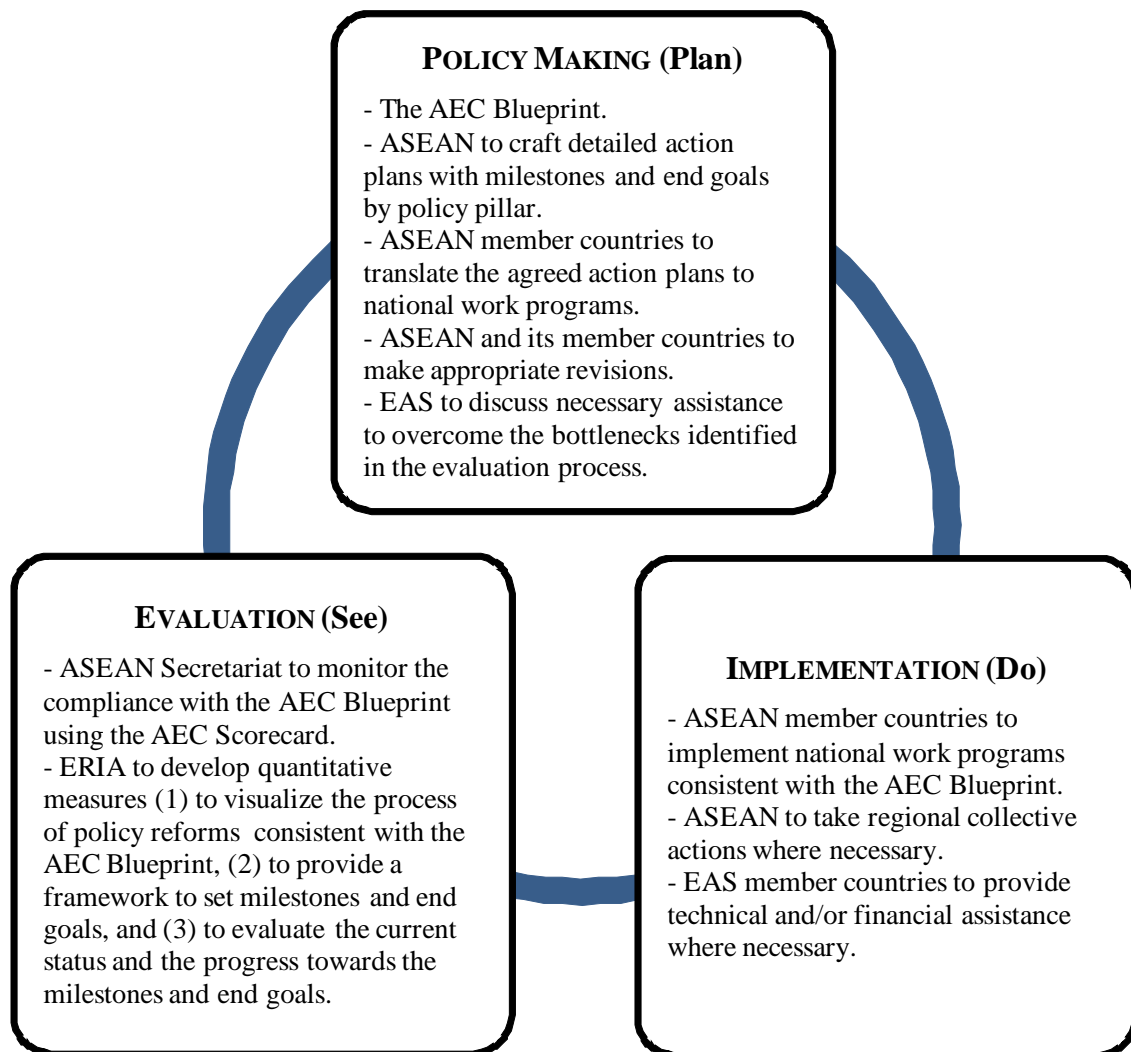 POLICY MAKING (Plan)
- The AEC Blueprint.
- ASEAN to craft detailed action
plans with milestones and end goals
by policy pillar.
- ASEAN member countries to
translate the agreed action plans to
national work programs.
- ASEAN and its member countries to
make appropriate revisions.
- EAS to discuss necessary assistance
to overcome the bottlenecks identified
in the evaluation process.
EVALUATION (See)
- ASEAN Secretariat to monitor the
compliance with the AEC Blueprint
using the AEC Scorecard.
- ERIA to develop quantitative
measures (1) to visualize the process
of policy reforms consistent with the
AEC Blueprint, (2) to provide a
framework to set milestones and end
goals, and (3) to evaluate the current
status and the progress towards the
milestones and end goals.
IMPLEMENTATION (Do)
- ASEAN member countries to
implement national work programs
consistent with the AEC Blueprint.
- ASEAN to take regional collective
actions where necessary.
- EAS member countries to provide
technical and/or financial assistance
where necessary.